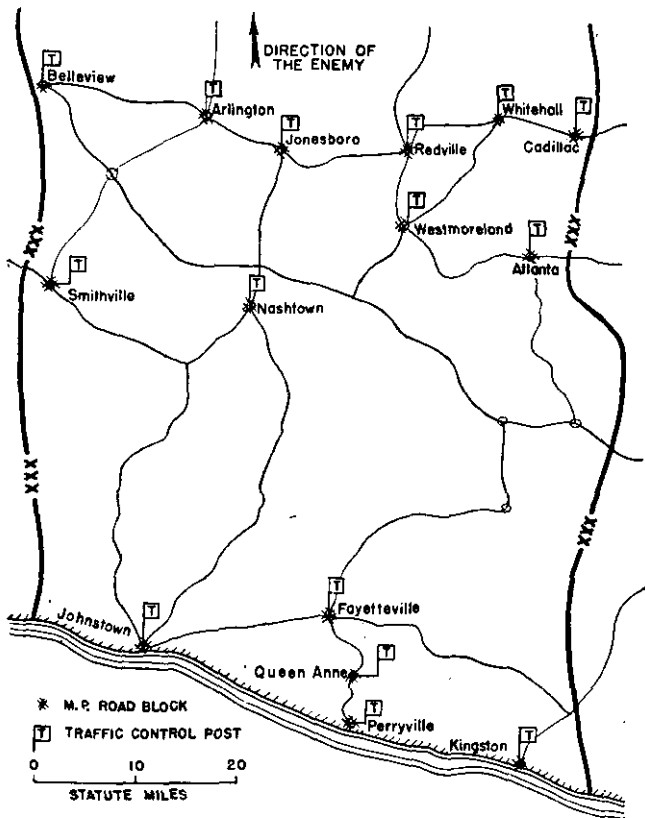 DIRECTION OF
THE ENEMY
T
Belleview
T
Arlington
T
Jonesboro
T
Redville
T
Whitehall
T
Cadillac
T
Westmoreland
T
Atlanta
XXX
XXX
T
Smithville
T
Nashtown
XXX
XXX
T
Johnstown
T
Fayetteville
T
Queen Anne
T
Perryville
T
Kingston
M.P. ROAD BLOCK
T TRAFFIC CONTROL POST
0 10 20
STATUTE MILES